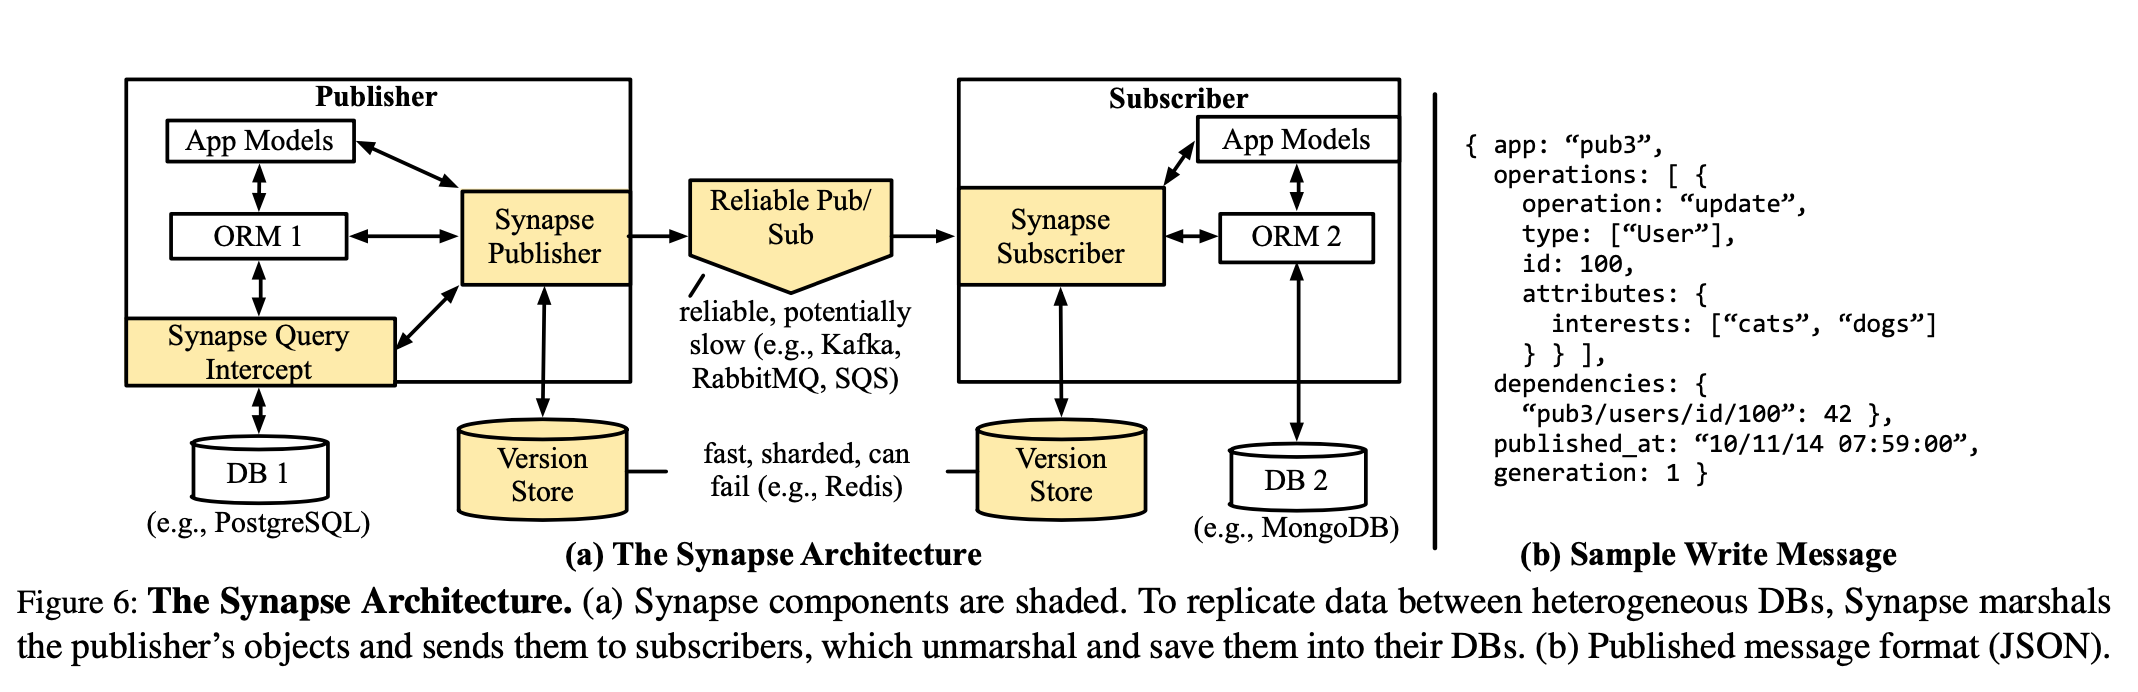 Publisher
App Models
ORM 1
Synapse Query
Intercept
DB 1
(e.g., PostgreSQL)
Synapse
Publisher
Version
Store
Reliable Pub/
Sub
reliable, potentially
slow (e.g., Kafka,
RabbitMQ, SQS)
fast, sharded, can
fail (e.g., Redis)
Subscriber
App Models
Synapse
Subscriber
ORM 2
Version
Store
DB 2
(e.g., MongoDB)
(a) The Synapse Architecture
{ app: “pub3”,
operations: [ {
operation: “update”,
type: [“User”],
id: 100,
attributes: {
interests: [“cats”, “dogs”]
} } ],
dependencies: {
“pub3/users/id/100”: 42 },
published_at: “10/11/14 07:59:00”,
generation: 1 }
(b) Sample Write Message
Figure 6: The Synapse Architecture. (a) Synapse components are shaded. To replicate data between heterogeneous DBs, Synapse marshals
the publisher’s objects and sends them to subscribers, which unmarshal and save them into their DBs. (b) Published message format (JSON).